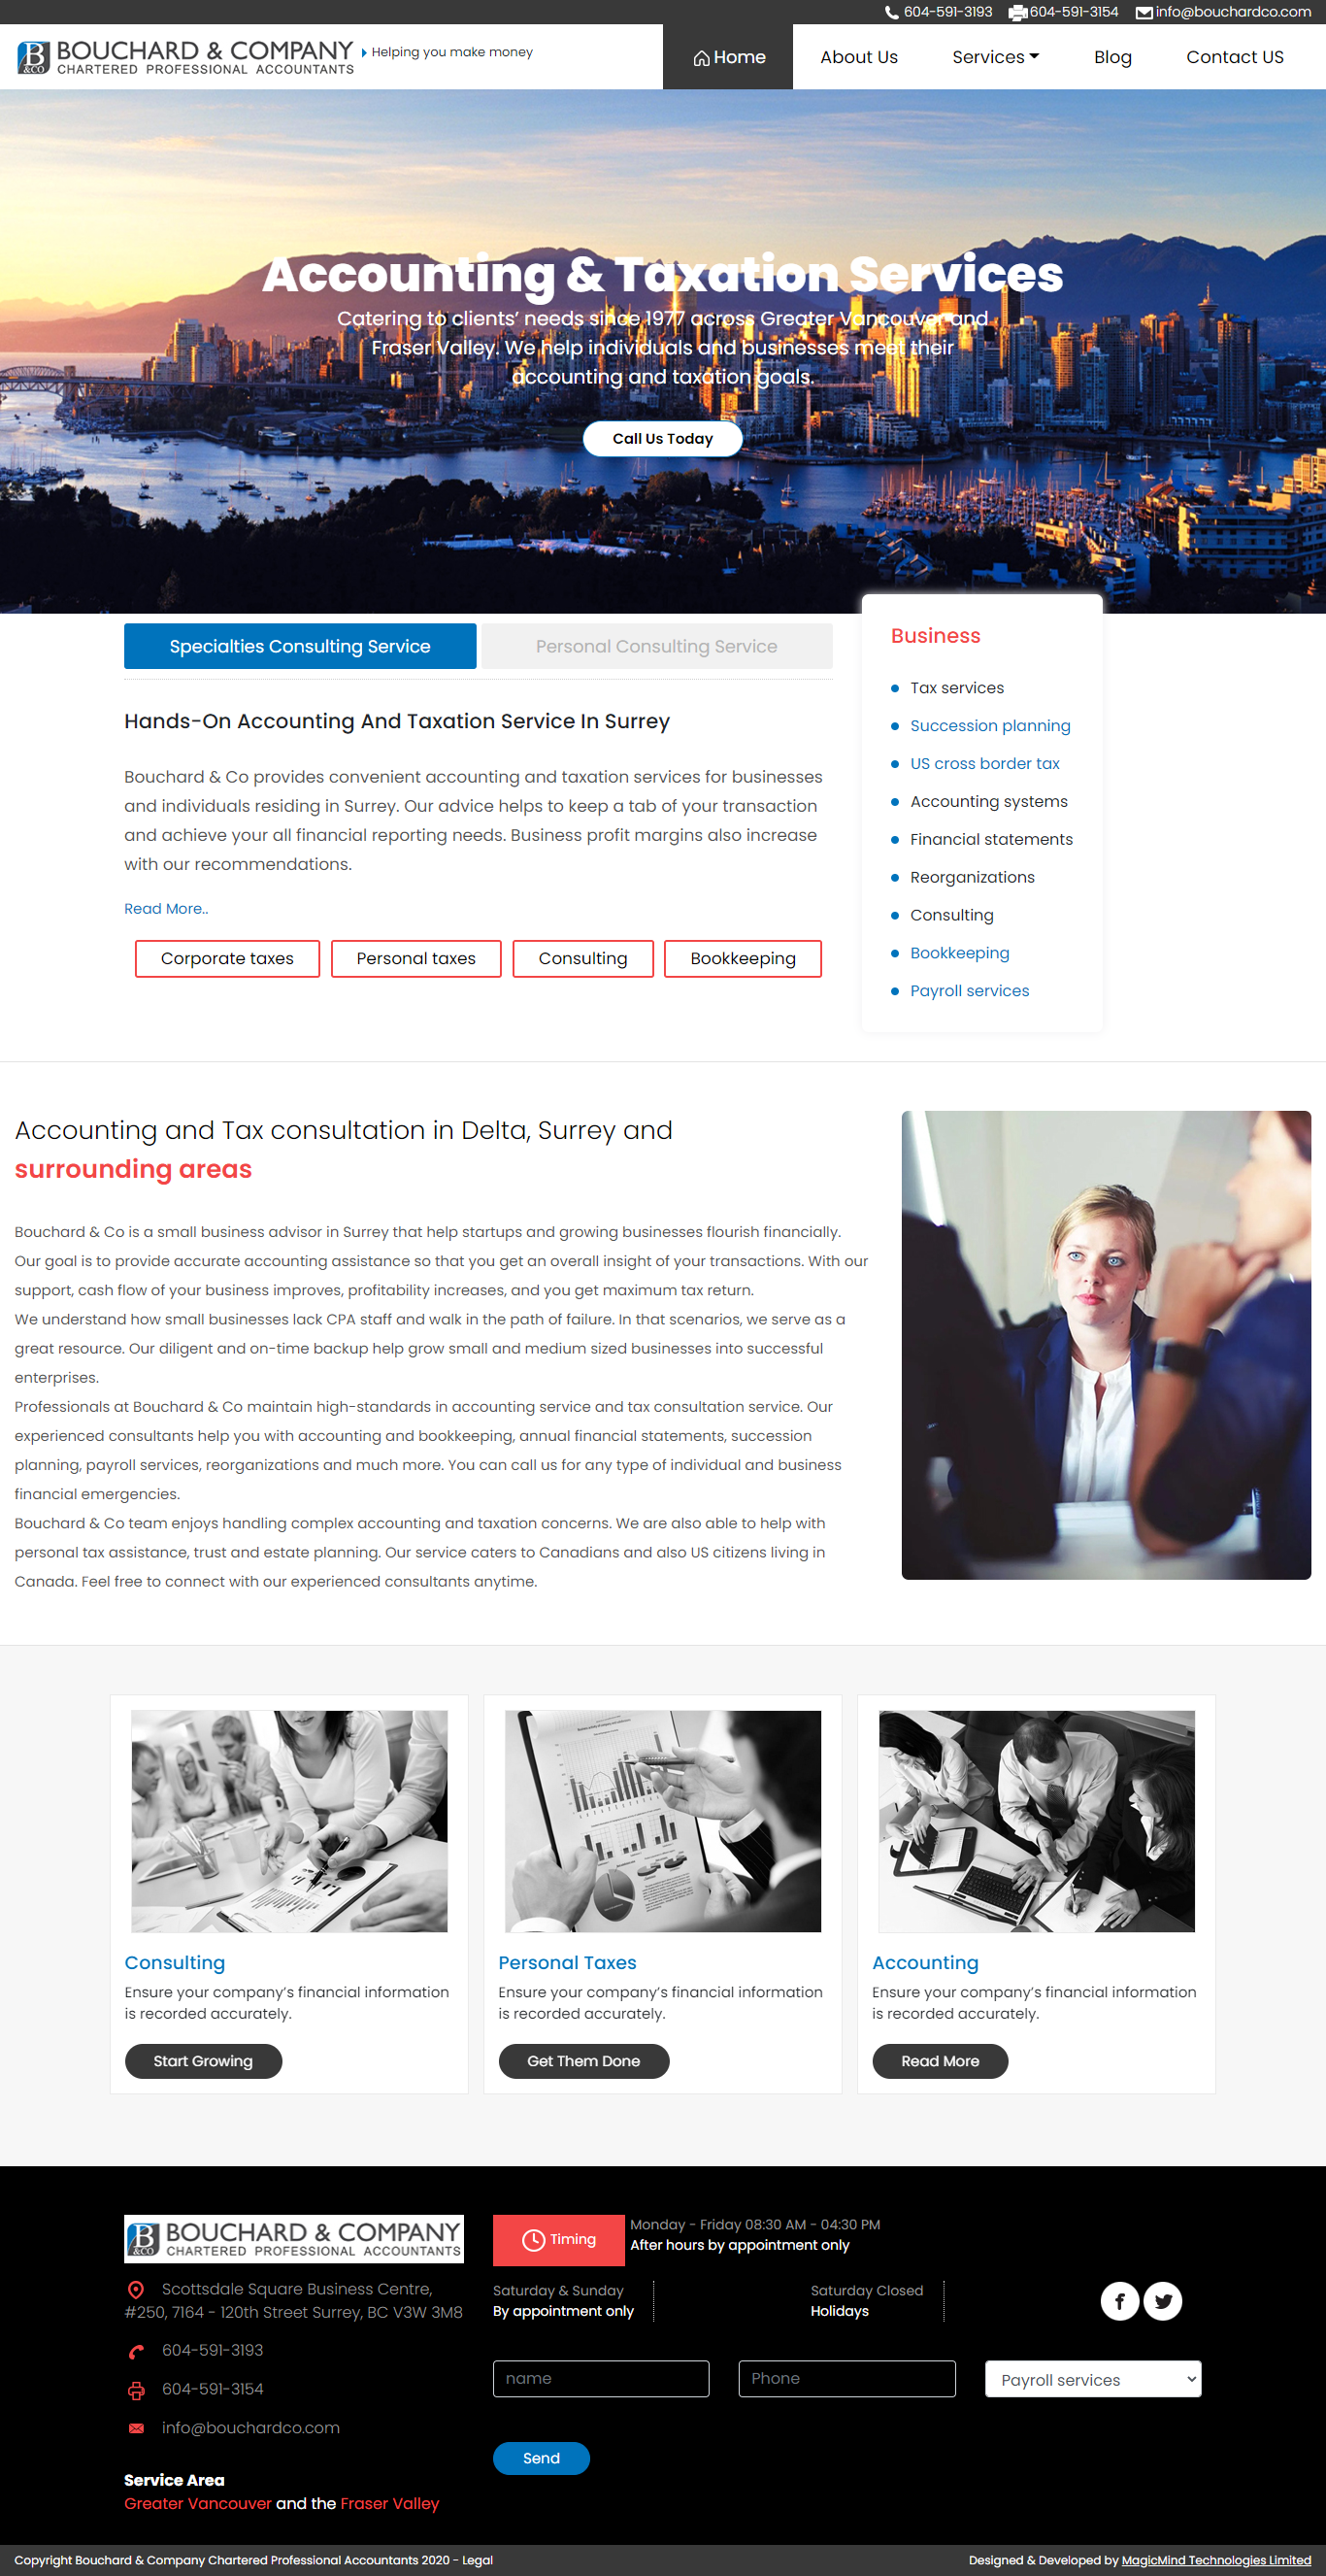 604-591-3193 604-591-3154 info@bouchardco.com
B &CO BOUCHARD & COMPANY
CHARTERED PROFESSIONAL ACCOUNTANTS
Helping you make money
Home About Us Services Blog Contact US
Accounting & Taxation Services
Catering to clients’ needs since 1977 across Greater Vancouver and
Fraser Valley. We help individuals and businesses meet their
accounting and taxation goals.
Call Us Today
Specialties Consulting Service Personal Consulting Service
Hands-On Accounting And Taxation Service In Surrey
Bouchard & Co provides convenient accounting and taxation services for businesses
and individuals residing in Surrey. Our advice helps to keep a tab of your transaction
and achieve your all financial reporting needs. Business profit margins also increase
with our recommendations.
Read More..
Corporate taxes Personal taxes Consulting Bookkeeping
Business
Tax services
Succession planning
US cross border tax
Accounting systems
Financial statements
Reorganizations
Consulting
Bookkeeping
Payroll services
Accounting and Tax consultation in Delta, Surrey and
surrounding areas
Bouchard & Co is a small business advisor in Surrey that help startups and growing businesses flourish financially.
Our goal is to provide accurate accounting assistance so that you get an overall insight of your transactions. With our
support, cash flow of your business improves, profitability increases, and you get maximum tax return.
We understand how small businesses lack CPA staff and walk in the path of failure. In that scenarios, we serve as a
great resource. Our diligent and on-time backup help grow small and medium sized businesses into successful
enterprises.
Professionals at Bouchard & Co maintain high-standards in accounting service and tax consultation service. Our
experienced consultants help you with accounting and bookkeeping, annual financial statements, succession
planning, payroll services, reorganizations and much more. You can call us for any type of individual and business
financial emergencies.
Bouchard & Co team enjoys handling complex accounting and taxation concerns. We are also able to help with
personal tax assistance, trust and estate planning. Our service caters to Canadians and also US citizens living in
Canada. Feel free to connect with our experienced consultants anytime.
Consulting
Ensure your company’s financial information
is recorded accurately.
Start Growing
Personal Taxes
Ensure your company’s financial information
is recorded accurately.
Get Them Done
Accounting
Ensure your company’s financial information
is recorded accurately.
Read More
B &CO BOUCHARD & COMPANY
CHARTERED PROFESSIONAL ACCOUNTANTS
Scottsdale Square Business Centre,
#250, 7164 - 120th Street Surrey, BC V3W 3M8
604-591-3193
604-591-3154
info@bouchardco.com
Service Area
Greater Vancouver and the Fraser Valley
Timing
Monday - Friday 08:30 AM - 04:30 PM
After hours by appointment only
Saturday & Sunday
By appointment only
Saturday Closed
Holidays
name Phone Payroll services
Send
Copyright Bouchard & Company Chartered Professional Accountants 2020 - Legal
Designed & Developed by MagicMind Technologies Limited